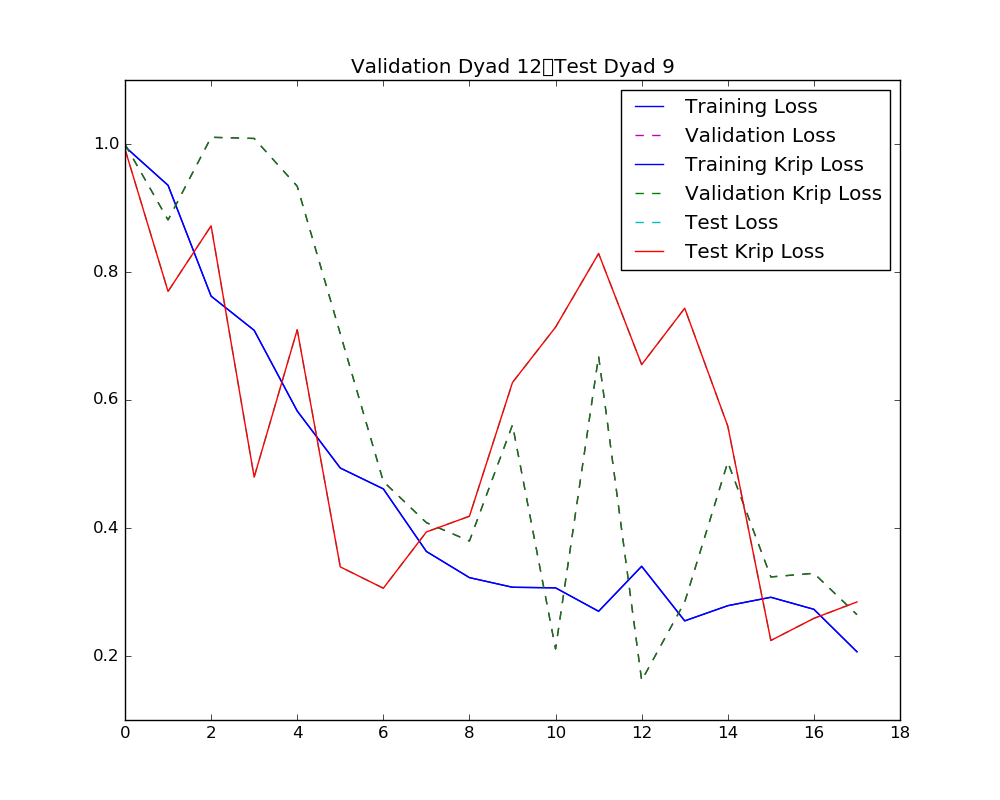 Validation Dyad 12▯Test Dyad 9
Training Loss
Validation Loss
Training Krip Loss
Validation Krip Loss
Test Loss
Test Krip Loss
1.0
0.8
0.6
0.4
0.2
0 2 4 6 8 10 12 14 16 18